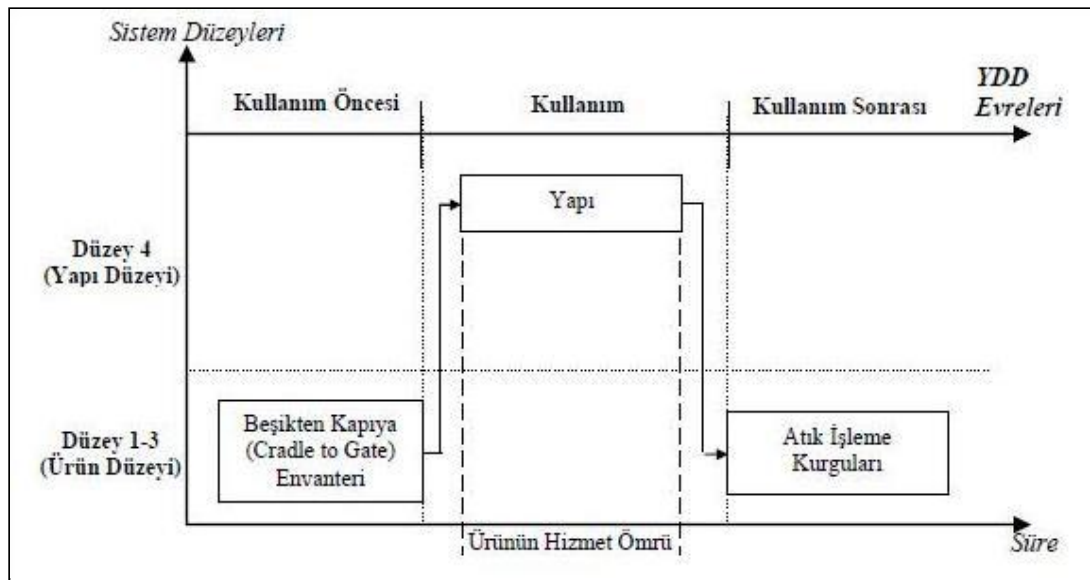 Sistem Düzeyleri
YDD
Evreleri
Kullanım Öncesi
Kullanım
Kullanım Sonrası
Yapı
Düzey 4
(Yapı Düzeyi)
Düzey 1-3
(Ürün Düzeyi)
Beşikten Kapıya
(Cradle to Gate)
Envanteri
Atık İşleme
Kurguları
Ürünün Hizmet Ömrü
Süre